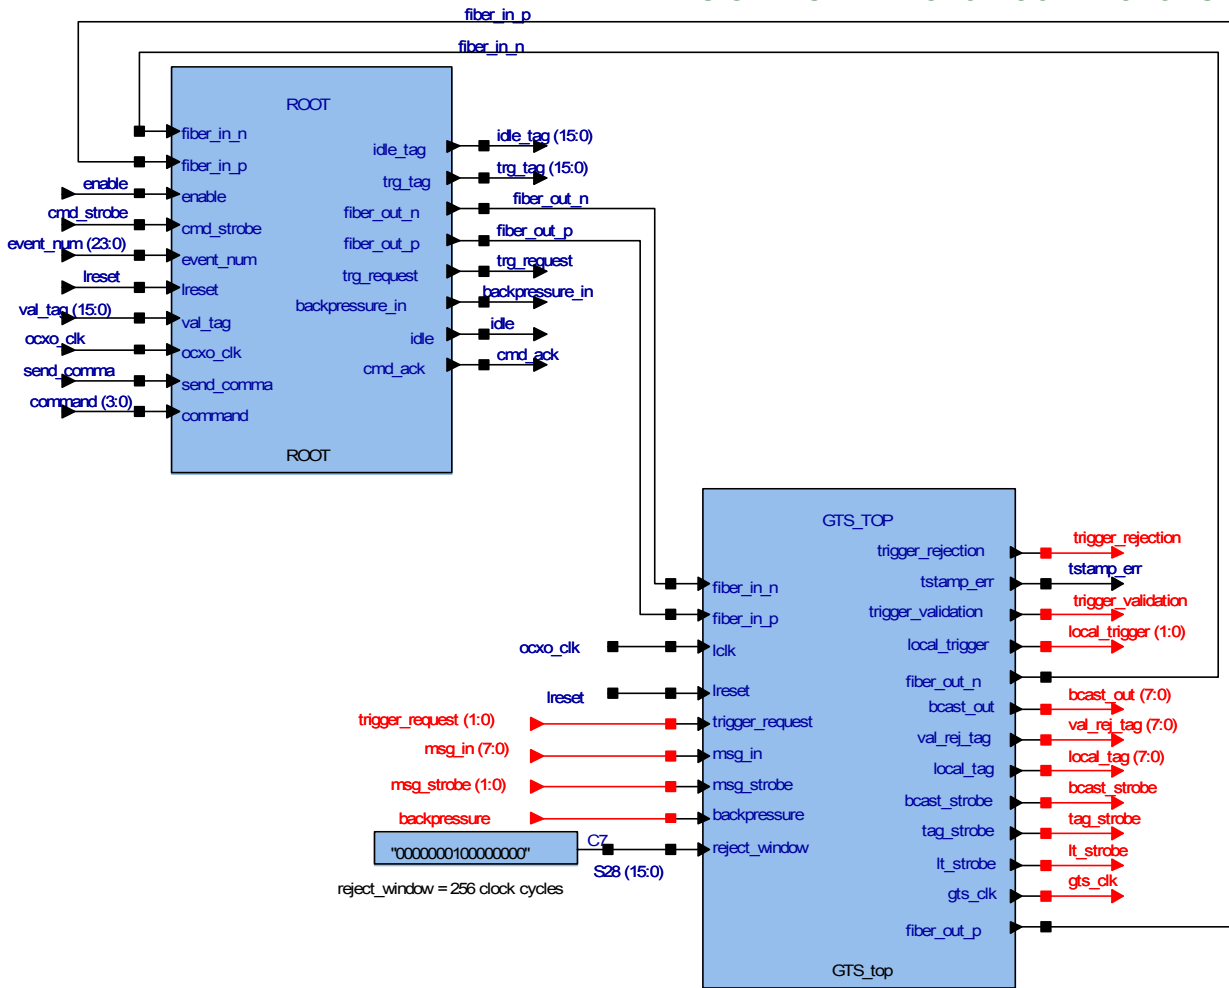 fiber_in_p
fiber_in_n
ROOT
fiber_in_n
fiber_in_p
enable
enable
cmd_strobe
cmd_strobe
event_num (23:0)
event_num
lreset
lreset
val_tag (15:0)
val_tag
ocxo_clk
ocxo_clk
send_comma
send_comma
command (3:0)
command
idle_tag
idle_tag (15:0)
trg_tag
trg_tag (15:0)
fiber_out_n
fiber_out_n
fiber_out_p
fiber_out_p
trg_request
trg_request
backpressure_in
backpressure_in
idle
idle
cmd_ack
cmd_ack
ROOT
GTS_TOP
fiber_in_n
fiber_in_p
ocxo_clk
lclk
lreset
lreset
trigger_request (1:0)
trigger_request
msg_in (7:0)
msg_in
msg_strobe (1:0)
msg_strobe
backpressure
backpressure
"0000000100000000"
C7
S28 (15:0)
reject_window
reject_window = 256 clock cycles
trigger_rejection
trigger_rejection
tstamp_err
tstamp_err
trigger_validation
trigger_validation
local_trigger
local_trigger (1:0)
fiber_out_n
bcast_out
bcast_out (7:0)
val_rej_tag
val_rej_tag (7:0)
local_tag
local_tag (7:0)
bcast_strobe
bcast_strobe
tag_strobe
tag_strobe
lt_strobe
lt_strobe
gts_clk
gts_clk
fiber_out_p
GTS_top